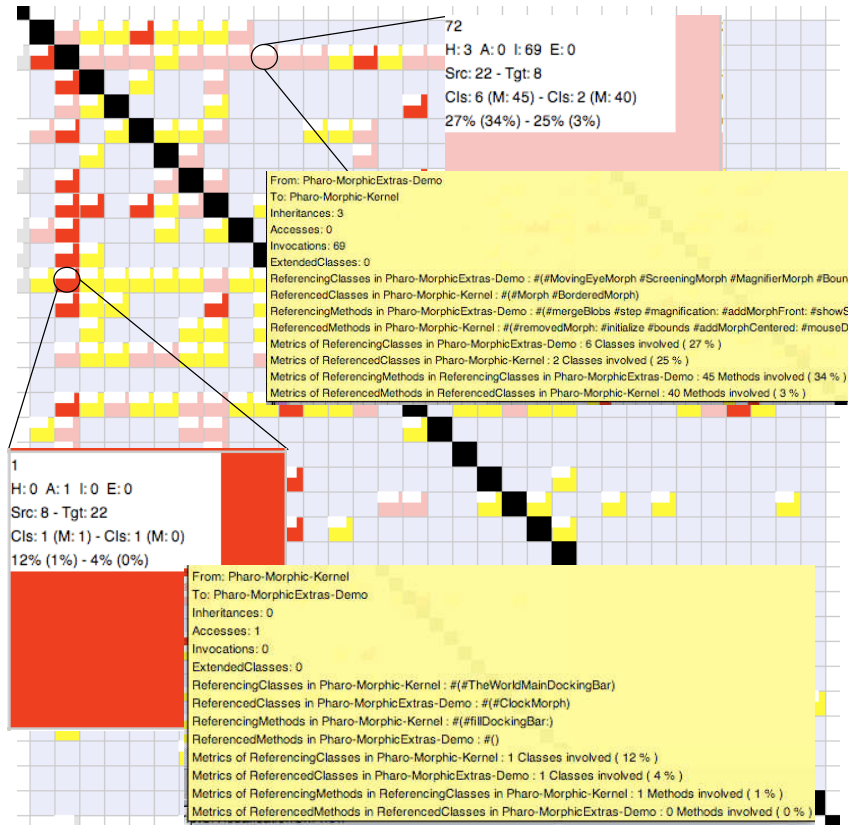 72
H: 3 A: 0 I: 69 E: 0
Src: 22 - Tgt: 8
Cls: 6 (M: 45) - Cls: 2 (M: 40)
27% (34%) - 25% (3%)
From: Pharo-MorphicExtras-Demo
To: Pharo-Morphic-Kernel
Inheritances: 3
Accesses: 0
Invocations: 69
ExtendedClasses: 0
ReferencingClasses in Pharo-MorphicExtras-Demo : #(#MovingEyeMorph #ScreeningMorph #MagnifierMorph #Boun
ReferencedClasses in Pharo-Morphic-Kernel : #(#Morph #BorderedMorph)
ReferencingMethods in Pharo-MorphicExtras-Demo : #(#mergeBlobs #step #magnification: #addMorphFront: #showS
ReferencedMethods in Pharo-Morphic-Kernel : #(#removedMorph: #initialize #bounds #addMorphCentered: #mouseD
Metrics of ReferencingClasses in Pharo-MorphicExtras-Demo : 6 Classes involved ( 27 % )
Metrics of ReferencedClasses in Pharo-Morphic-Kernel : 2 Classes involved ( 25 % )
Metrics of ReferencingMethods in ReferencingClasses in Pharo-MorphicExtras-Demo : 45 Methods involved ( 34 % )
Metrics of ReferencedMethods in ReferencedClasses in Pharo-Morphic-Kernel : 40 Methods involved ( 3 % )
1
H: 0 A: 1 I: 0 E: 0
Src: 8 - Tgt: 22
Cls: 1 (M: 1) - Cls: 1 (M: 0)
12% (1%) - 4% (0%)
From: Pharo-Morphic-Kernel
To: Pharo-MorphicExtras-Demo
Inheritances: 0
Accesses: 1
Invocations: 0
ExtendedClasses: 0
ReferencingClasses in Pharo-Morphic-Kernel : #(#TheWorldMainDockingBar)
ReferencedClasses in Pharo-MorphicExtras-Demo : #(#ClockMorph)
ReferencingMethods in Pharo-Morphic-Kernel : #(#fillDockingBar:)
ReferencedMethods in Pharo-MorphicExtras-Demo : #()
Metrics of ReferencingClasses in Pharo-Morphic-Kernel : 1 Classes involved ( 12 % )
Metrics of ReferencedClasses in Pharo-MorphicExtras-Demo : 1 Classes involved ( 4 % )
Metrics of ReferencingMethods in ReferencingClasses in Pharo-Morphic-Kernel : 1 Methods involved ( 1 % )
Metrics of ReferencedMethods in ReferencedClasses in Pharo-MorphicExtras-Demo : 0 Methods involved ( 0 % )